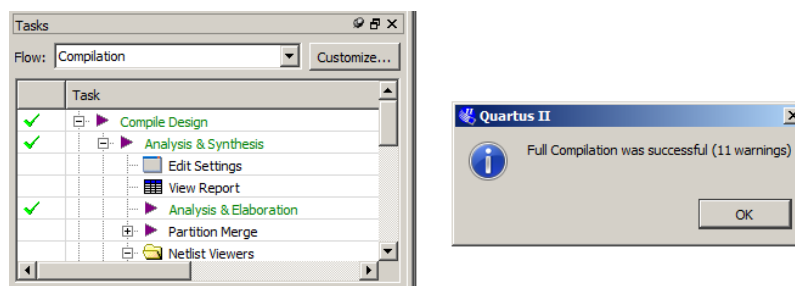 Tasks
Flow: Compilation Customize...
Task
Compile Design
Analysis & Synthesis
Edit Settings
View Report
Analysis & Elaboration
Partition Merge
Netlist Viewers
Quartus II
Full Compilation was successful (11 warnings)
OK